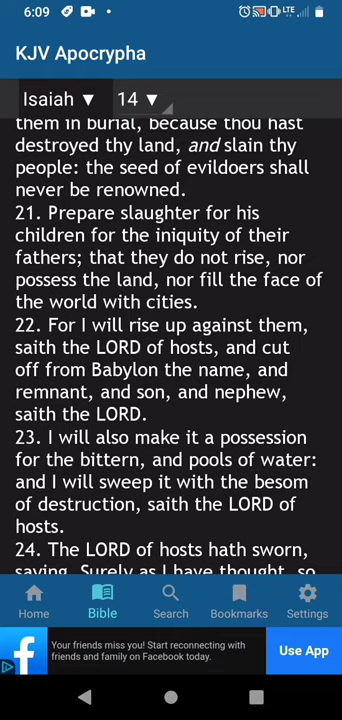 6:09
LTE
KJV Apocrypha
Isaiah ▼ 14 ▼
them in burial, because thou hast
destroyed thy land, and slain thy
people: the seed of evildoers shall
never be renowned.
21. Prepare slaughter for his
children for the iniquity of their
fathers; that they do not rise, nor
possess the land, nor fill the face of
the world with cities.
22. For I will rise up against them,
saith the LORD of hosts, and cut
off from Babylon the name, and
remnant, and son, and nephew,
saith the LORD.
23. I will also make it a possession
for the bittern, and pools of water:
and I will sweep it with the besom
of destruction, saith the LORD of
hosts.
24. The LORD of hosts hath sworn,
saying, Surely as I have thought, so
Home Bible Search Bookmarks Settings
Your friends miss you! Start reconnecting with
friends and family on Facebook today.
Use App